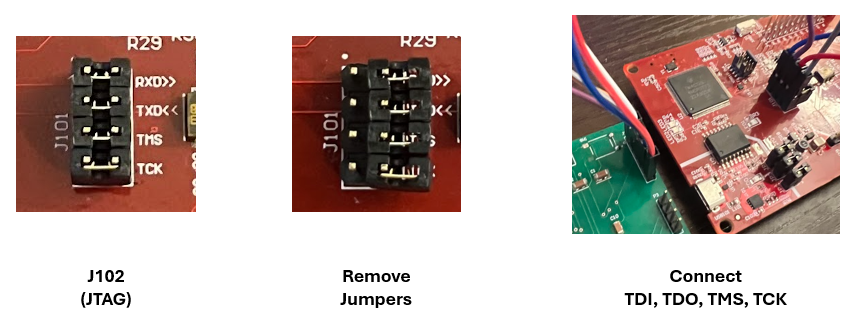 R29
RXD>>
TXD<<
TMS
TCK
J101
R29
J101
J102
(JTAG)
Remove
Jumpers
Connect
TDI, TDO, TMS, TCK